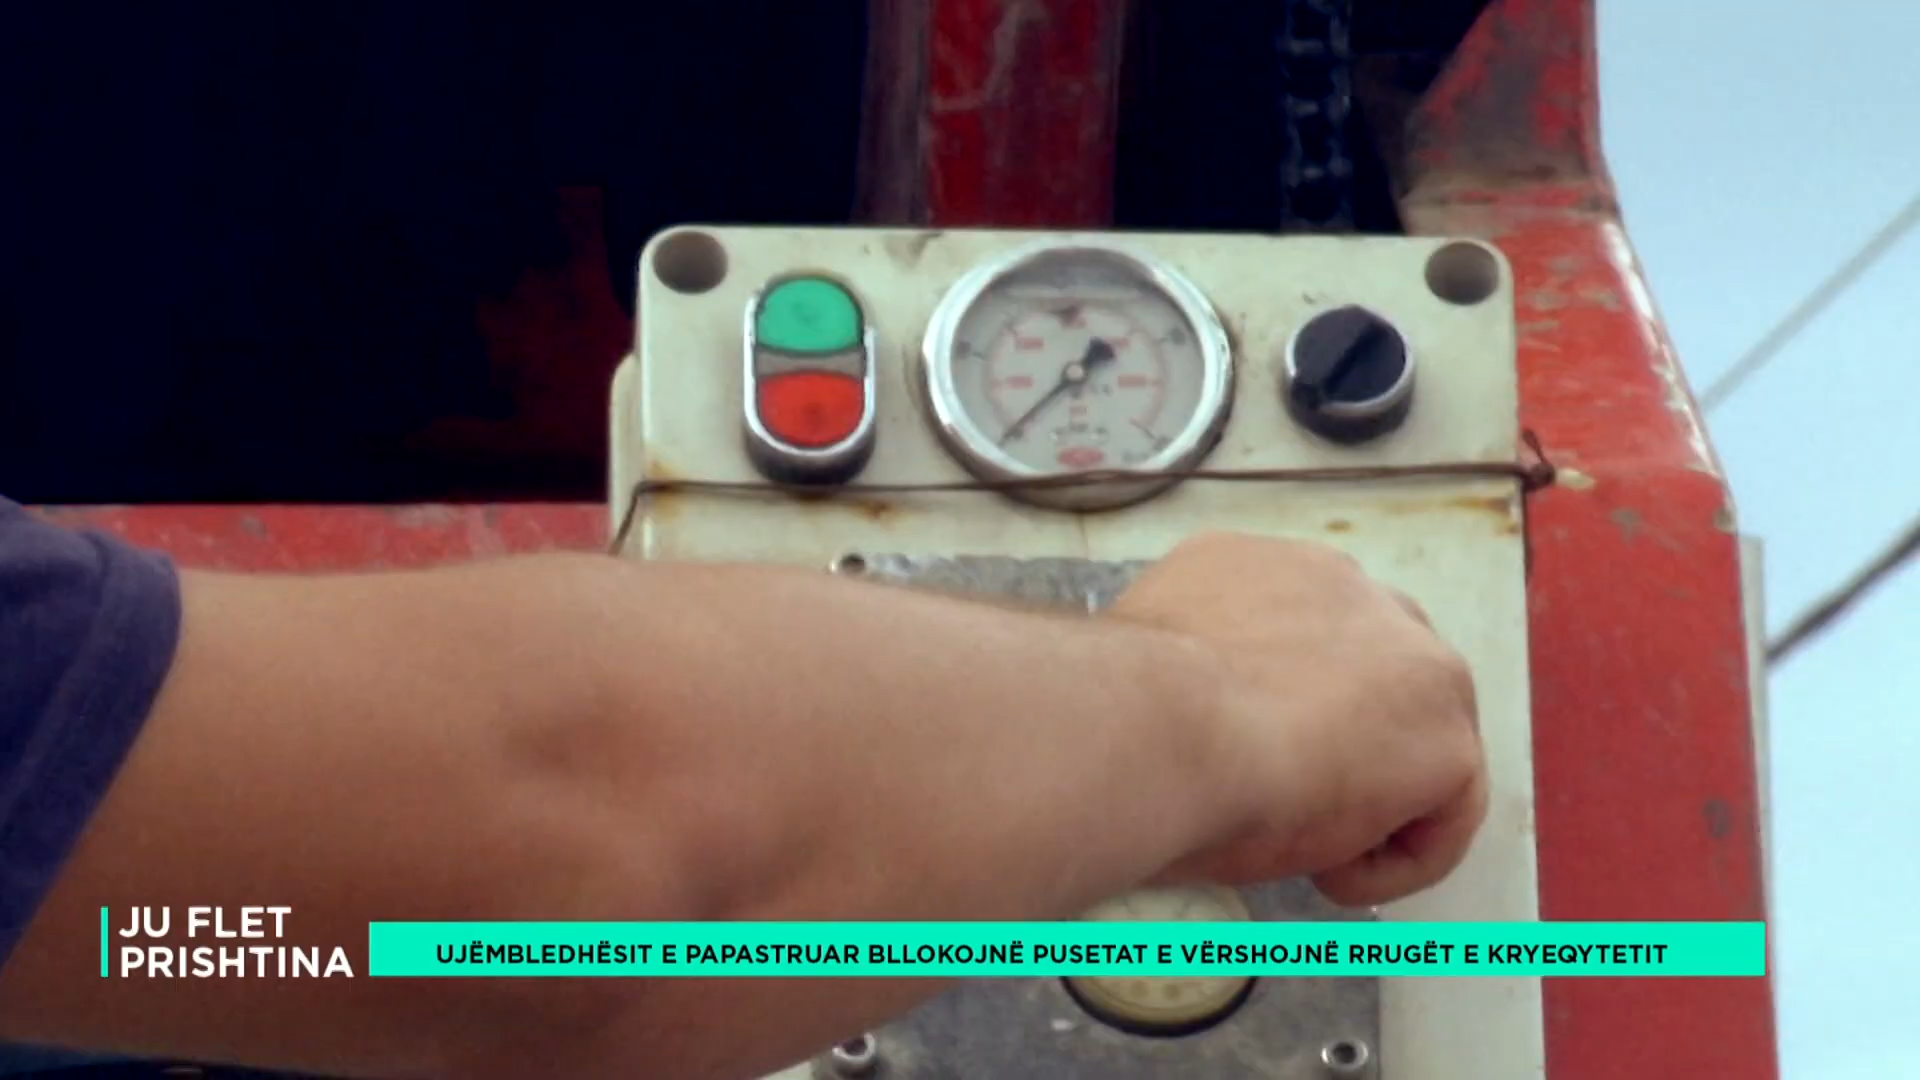 JU FLET
PRISHTINA
UJËMBLEDHËSIT E PAPASTRUAR BLLOKOJNË PUSETAT E VËRSHOJNË RRUGËT E KRYEQYTETIT